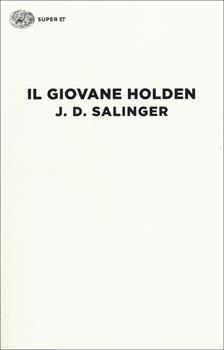 SUPER ET
IL GIOVANE HOLDEN
J. D. SALINGER